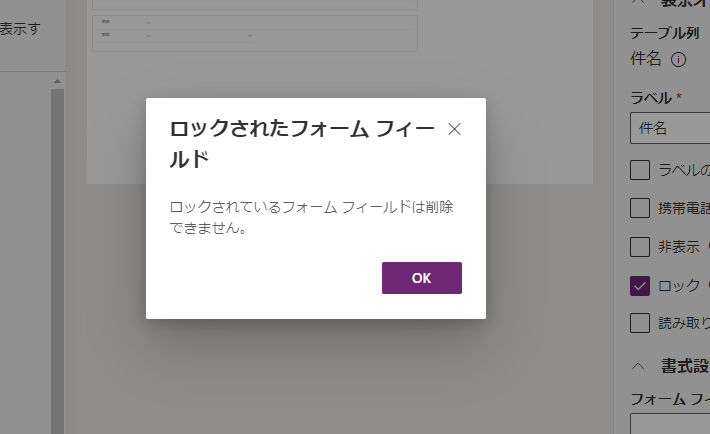 表示す
テーブル列
件名
ラベル *
件名
ロックされたフォーム フィー
ルド
ロックされているフォーム フィールドは削除
できません。
OK
ラベルの
携帯電話
非表示
ロック
読み取り
書式設
フォーム フィ